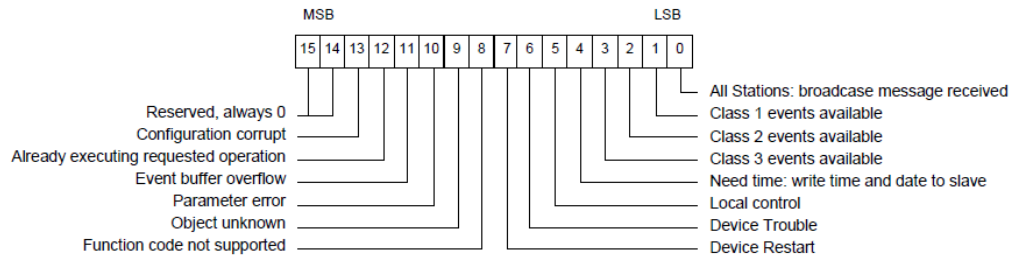 MSB LSB
15 14 13 12 11 10 9 8 7 6 5 4 3 2 1 0
All Stations: broadcase message received
Reserved, always 0 Class 1 events available
Configuration corrupt Class 2 events available
Already executing requested operation Class 3 events available
Event buffer overflow Need time: write time and date to slave
Parameter error Local control
Object unknown Device Trouble
Function code not supported Device Restart